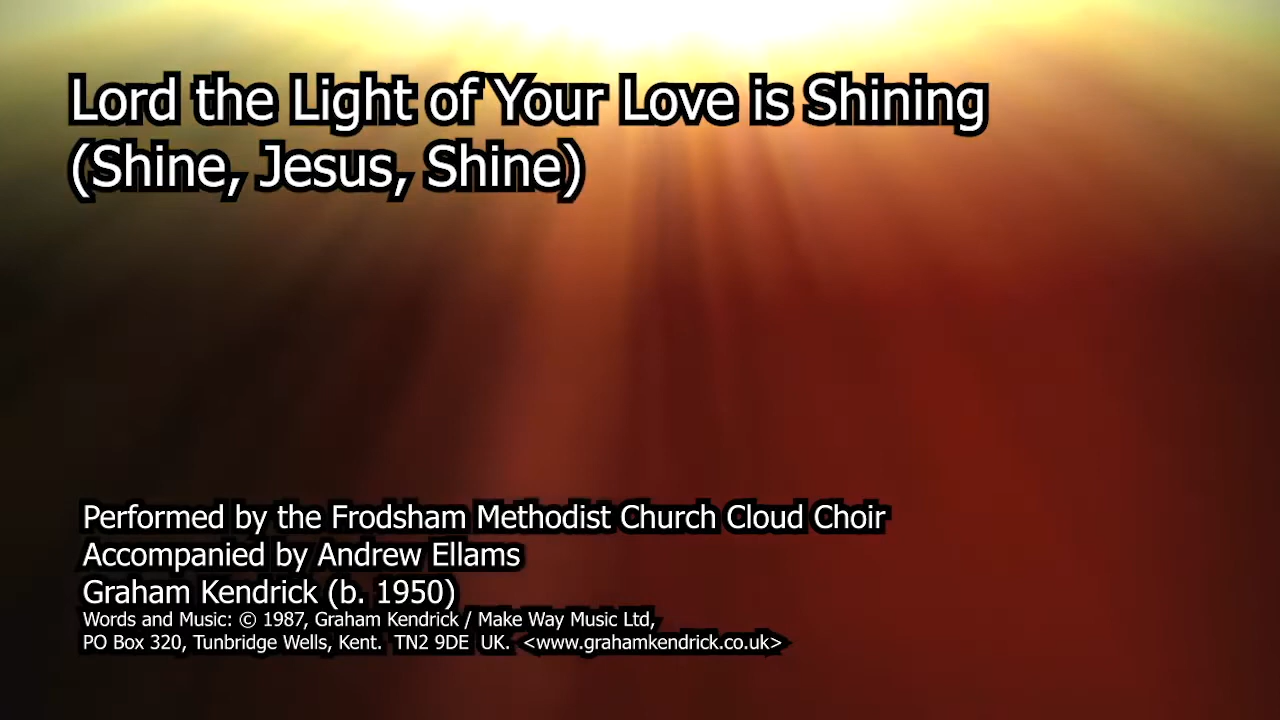 Lord the Light of Your Love is Shining
(Shine, Jesus, Shine)
Performed by the Frodsham Methodist Church Cloud Choir
Accompanied by Andrew Ellams
Graham Kendrick (b. 1950)
Words and Music: © 1987, Graham Kendrick / Make Way Music Ltd,
PO Box 320, Tunbridge Wells, Kent.  TN2 9DE  UK.  <www.grahamkendrick.co.uk>